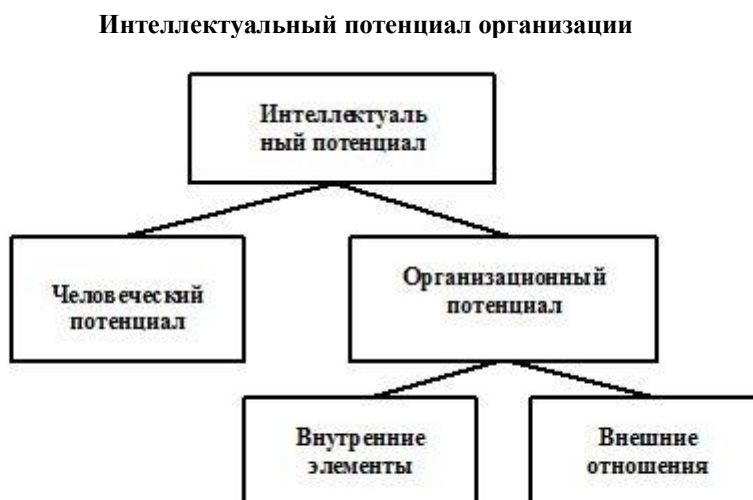 Интеллектуальный потенциал организации
Интеллектуаль
ный потенциал
Человеческий
потенциал
Организационный
потенциал
Внутренние
элементы
Внешние
отношения